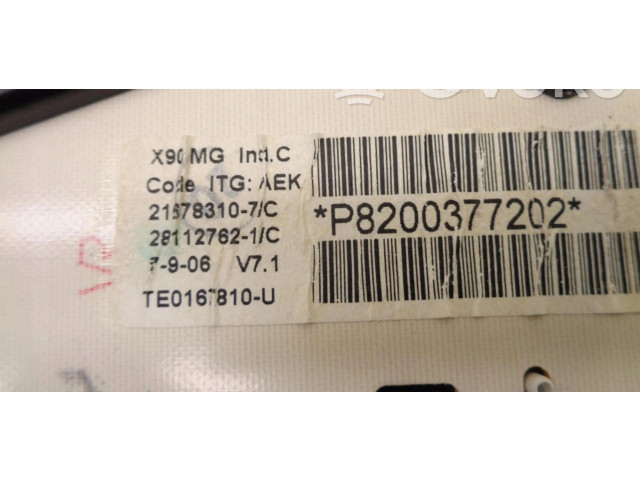 X90 MG Ind.C
Code ITG: AEK
21678310-7/C
28112762-1/C
7-9-06 V7.1
TE0167810-U
*P8200377202*